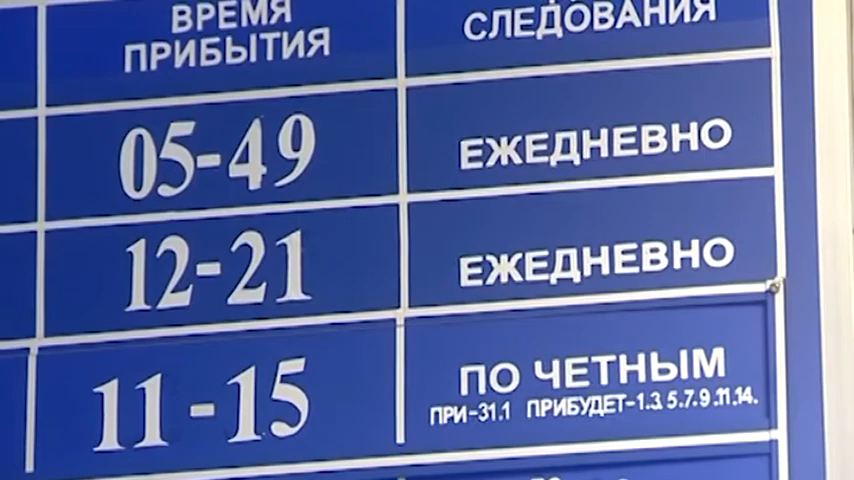 ВРЕМЯ
ПРИБЫТИЯ
СЛЕДОВАНИЯ
05-49 ЕЖЕДНЕВНО
12-21 ЕЖЕДНЕВНО
11-15 ПО ЧЕТНЫМ
ПРИ-31.1 ПРИБУДЕТ-1.3.5.7.9.11.14.